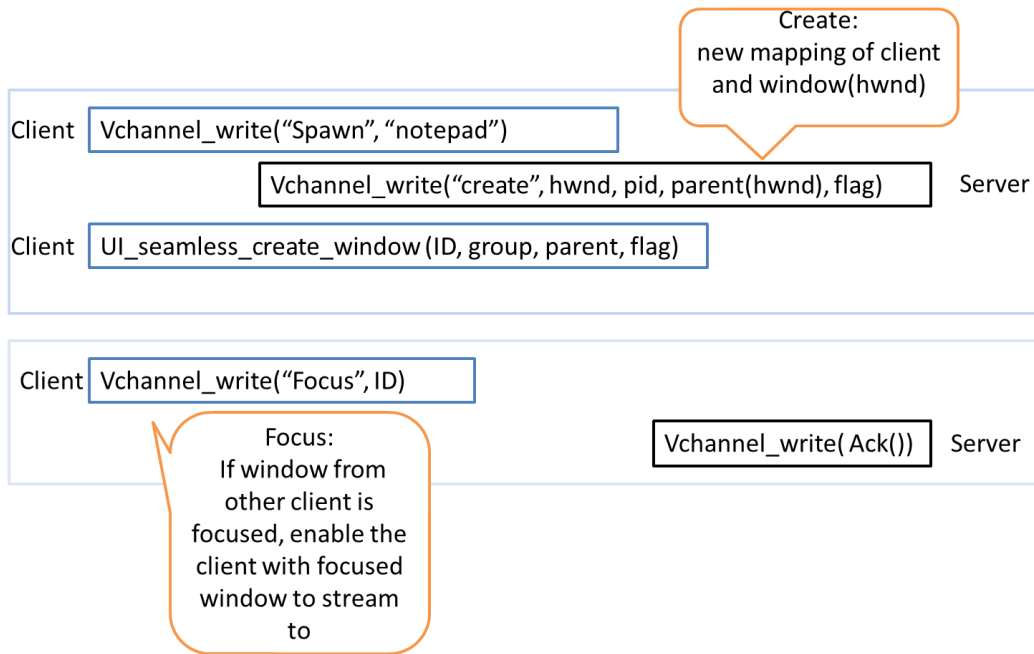 Create:
new mapping of client
and window(hwnd)
Client
Vchannel_write(“Spawn”, “notepad”)
Vchannel_write(“create”, hwnd, pid, parent(hwnd), flag)
Server
Client
UI_seamless_create_window (ID, group, parent, flag)
Client
Vchannel_write(“Focus”, ID)
Vchannel_write( Ack())
Server
Focus:
If window from
other client is
focused, enable the
client with focused
window to stream
to